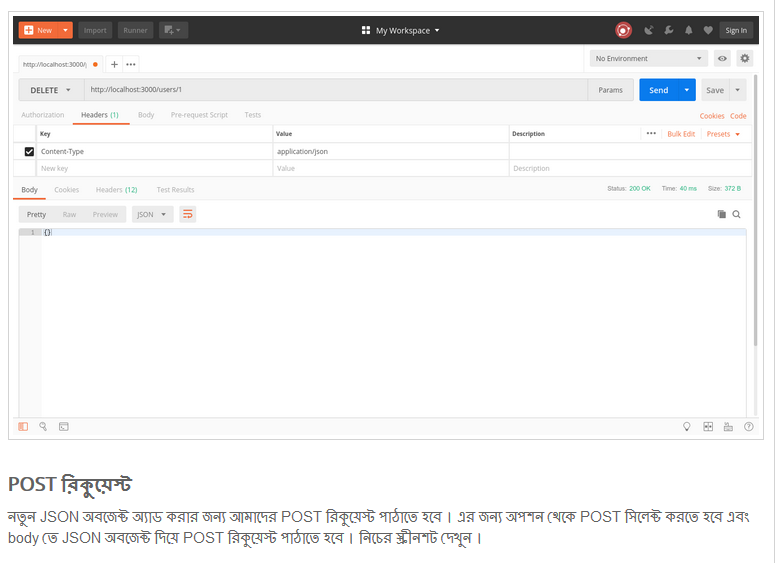 New Import Runner My Workspace Sign In
http://localhost:3000/ No Environment
DELETE http://localhost:3000/users/1 Params Send Save
Authorization Headers (1) Body Pre-request Script Tests Cookies Code
Key Value Description Bulk Edit Presets
Content-Type application/json
New key Value Description
Body Cookies Headers (12) Test Results Status: 200 OK Time: 40 ms Size: 372 B
Pretty Raw Preview JSON
1 {}
POST রিকুয়েস্ট
নতুন JSON অবজেক্ট অ্যাড করার জন্য আমাদের POST রিকুয়েস্ট পাঠাতে হবে । এর জন্য অপশন থেকে POST সিলেক্ট করতে হবে এবং
body তে JSON অবজেক্ট দিয়ে POST রিকুয়েস্ট পাঠাতে হবে । নিচের স্ক্রীনশট দেখুন ।